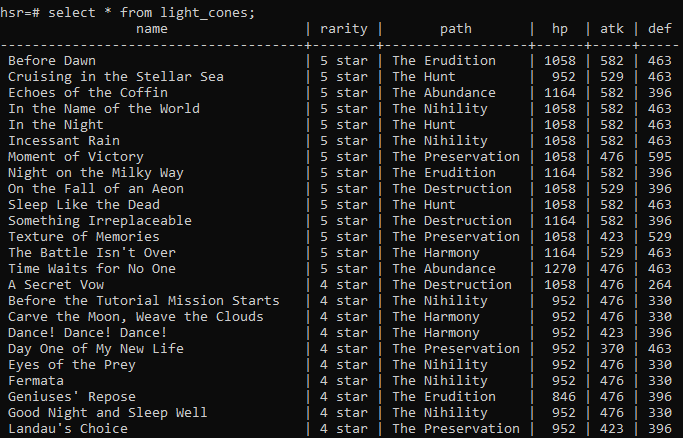 hsr=# select * from light_cones;
name | rarity | path | hp | atk | def
--------------------------------------+--------+------------------+------+-----+-----
Before Dawn | 5 star | The Erudition | 1058 | 582 | 463
Cruising in the Stellar Sea | 5 star | The Hunt | 952 | 529 | 463
Echoes of the Coffin | 5 star | The Abundance | 1164 | 582 | 396
In the Name of the World | 5 star | The Nihility | 1058 | 582 | 463
In the Night | 5 star | The Hunt | 1058 | 582 | 463
Incessant Rain | 5 star | The Nihility | 1058 | 582 | 463
Moment of Victory | 5 star | The Preservation | 1058 | 476 | 595
Night on the Milky Way | 5 star | The Erudition | 1164 | 582 | 396
On the Fall of an Aeon | 5 star | The Destruction | 1058 | 529 | 396
Sleep Like the Dead | 5 star | The Hunt | 1058 | 582 | 463
Something Irreplaceable | 5 star | The Destruction | 1164 | 582 | 396
Texture of Memories | 5 star | The Preservation | 1058 | 423 | 529
The Battle Isn't Over | 5 star | The Harmony | 1164 | 529 | 463
Time Waits for No One | 5 star | The Abundance | 1270 | 476 | 463
A Secret Vow | 4 star | The Destruction | 1058 | 476 | 264
Before the Tutorial Mission Starts | 4 star | The Nihility | 952 | 476 | 330
Carve the Moon, Weave the Clouds | 4 star | The Harmony | 952 | 476 | 330
Dance! Dance! Dance! | 4 star | The Harmony | 952 | 423 | 396
Day One of My New Life | 4 star | The Preservation | 952 | 370 | 463
Eyes of the Prey | 4 star | The Nihility | 952 | 476 | 330
Fermata | 4 star | The Nihility | 952 | 476 | 330
Geniuses' Repose | 4 star | The Erudition | 846 | 476 | 396
Good Night and Sleep Well | 4 star | The Nihility | 952 | 476 | 330
Landau's Choice | 4 star | The Preservation | 952 | 423 | 396